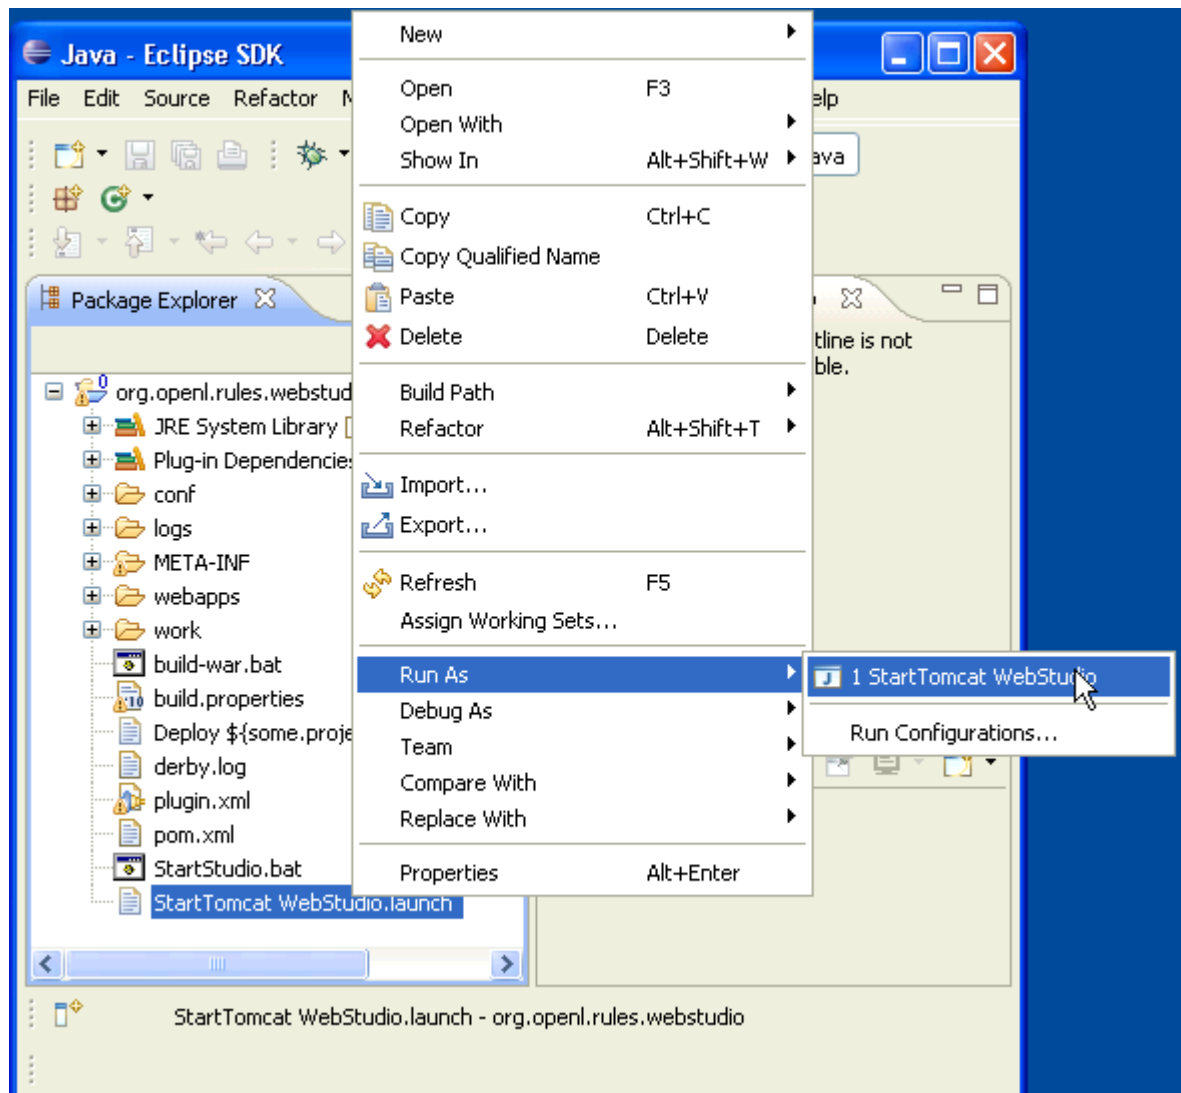 Java - Eclipse SDK
File Edit Source Refactor
Package Explorer
org.openl.rules.webstud
JRE System Library
Plug-in Dependencies
conf
logs
META-INF
webapps
work
build-war.bat
build.properties
Deploy ${some.proje
derby.log
plugin.xml
pom.xml
StartStudio.bat
StartTomcat WebStudio.launch
New
Open F3
Open With
Show In Alt+Shift+W
Copy Ctrl+C
Copy Qualified Name
Paste Ctrl+V
Delete Delete
Build Path
Refactor Alt+Shift+T
Import...
Export...
Refresh F5
Assign Working Sets...
Run As
Debug As
Team
Compare With
Replace With
Properties Alt+Enter
1 StartTomcat WebStudio
Run Configurations...
elp
ava
tline is not
ble.
StartTomcat WebStudio.launch - org.openl.rules.webstudio